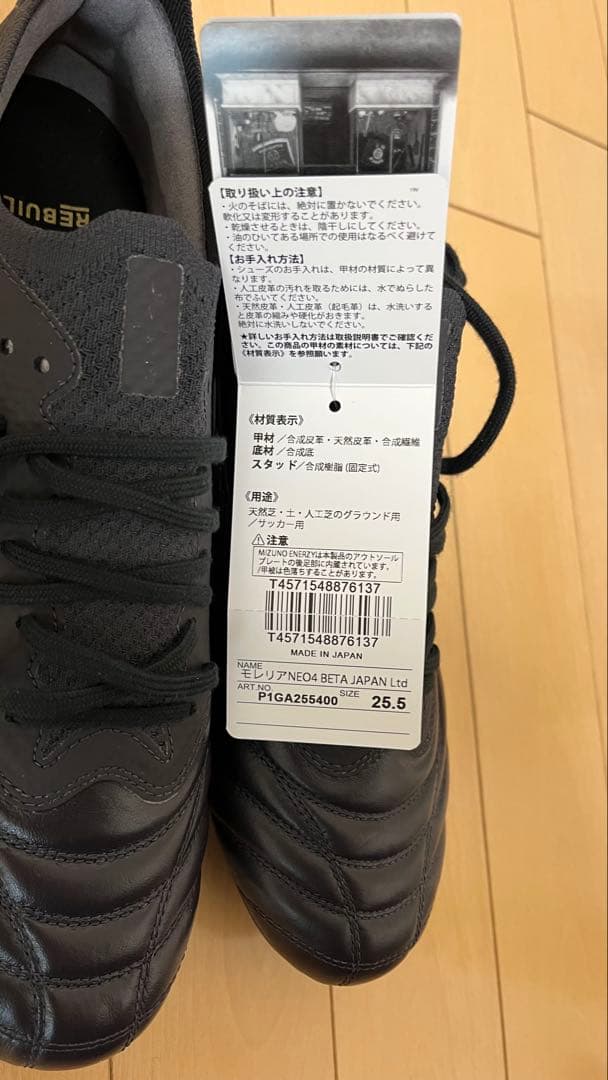 REBUIL
【取り扱い上の注意】
・火のそばには、絶対に置かないでください。
軟化又は変形することがあります。
・乾燥させるときは、陰干しにしてください。
・油のひいてある場所での使用はなるべく避けて
ください。
【お手入れ方法】
・シューズのお手入れは、甲材の材質によって異
なります。
・人工皮革の汚れを取るためには、水でぬらした
布でふいてください。
・天然皮革・人工皮革（起毛革）は、水洗いする
と皮革の縮みや硬化がおきます。
絶対に水洗いしないでください。
★詳しいお手入れ方法は取扱説明書でご確認くだ
さい。この商品の甲材の素材については、下記の
《材質表示》を参照願います。
《材質表示》
甲材／合成皮革・天然皮革・合成繊維
底材／合成底
スタッド／合成樹脂(固定式)
《用途》
天然芝・土・人工芝のグラウンド用
／サッカー用
⚠注意
MIZUNO ENERZYは本製品のアウトソール
プレートの後足部に内蔵されています。
/甲被は色落ちすることがあります。
T4571548876137
T4571548876137
MADE IN JAPAN
NAME
モレリアNEO4 BETA JAPAN Ltd
ART.NO. P1GA255400 SIZE 25.5